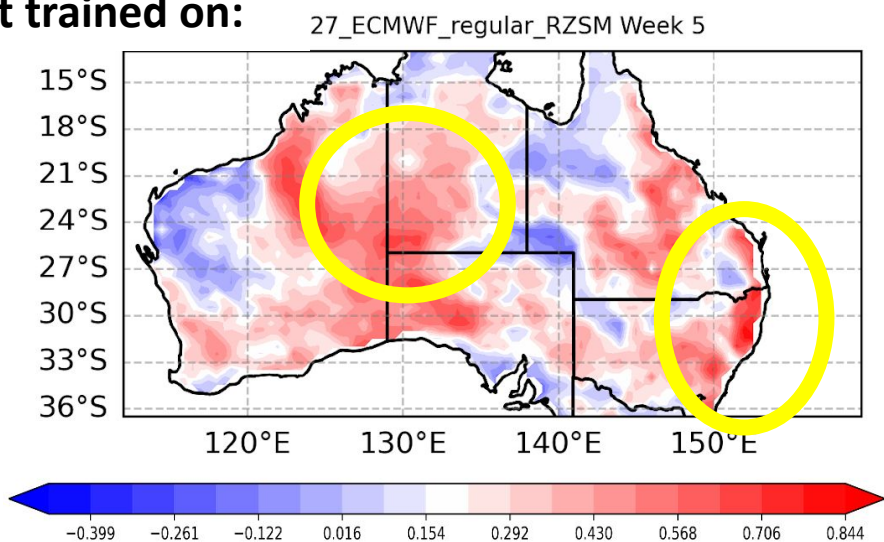 t trained on:
27_ECMWF_regular_RZSM Week 5
15°S
18°S
21°S
24°S
27°S
30°S
33°S
36°S
120°E
130°E
140°E
150°E
−0.399
−0.261
−0.122
0.016
0.154
0.292
0.430
0.568
0.706
0.844